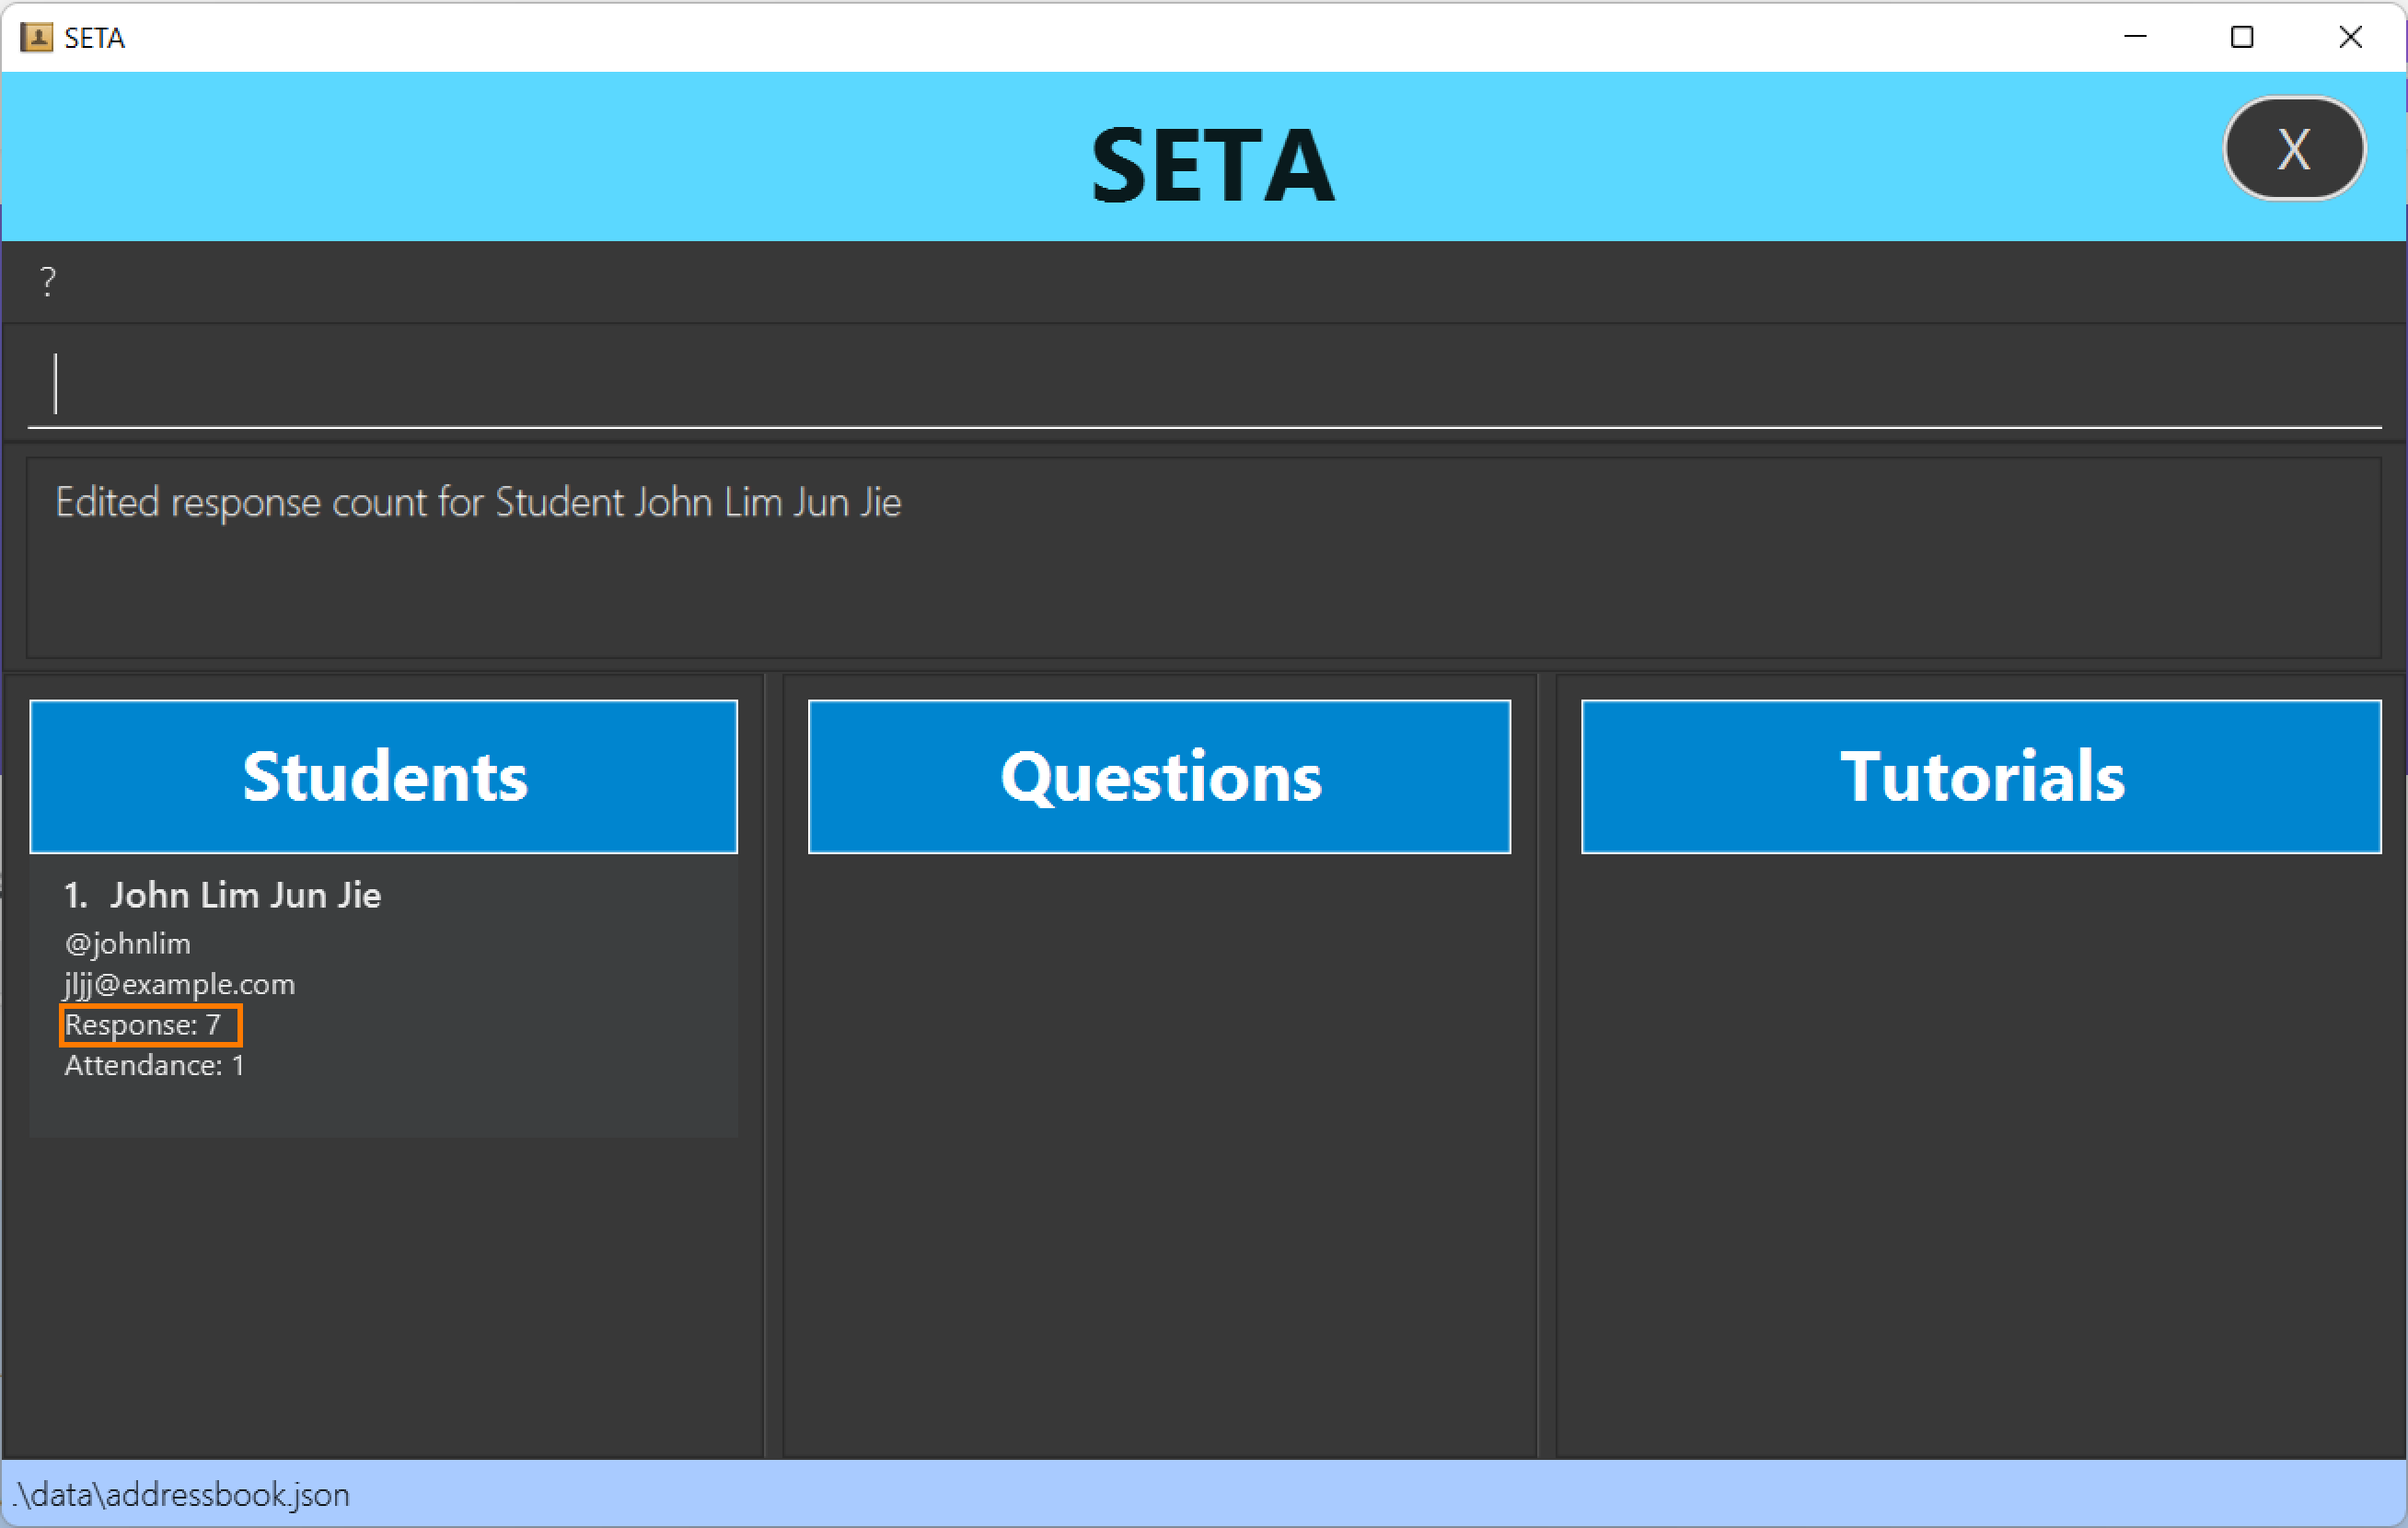 SETA
SETA
X
?
Edited response count for Student John Lim Jun Jie
Students
Questions
Tutorials
1. John Lim Jun Jie
@johnlim
jljj@example.com
Response: 7
Attendance: 1
.\data\addressbook.json